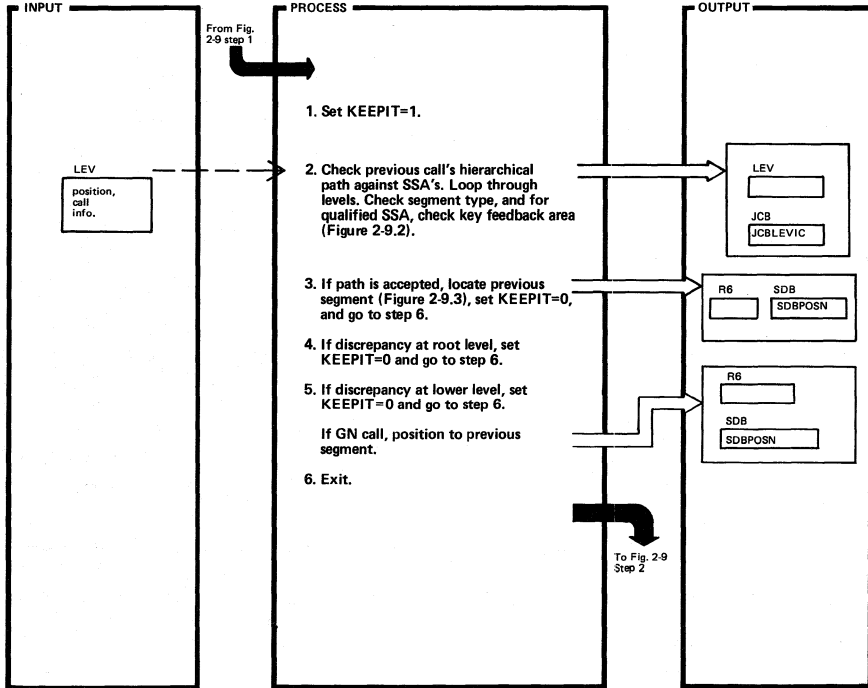 INPUT
PROCESS
OUTPUT
From Fig.
2-9 step 1
1. Set KEEPIT=1.
LEV
position,
call
info.
2. Check previous call's hierarchical
path against SSA's. Loop through
levels. Check segment type, and for
qualified SSA, check key feedback area
(Figure 2-9.2).
LEV
JCB
JCBLEVIC
3. If path is accepted, locate previous
segment (Figure 2-9.3), set KEEPIT=0,
and go to step 6.
R6 SDB
SDBPOSN
4. If discrepancy at root level, set
KEEPIT=0 and go to step 6.
5. If discrepancy at lower level, set
KEEPIT=0 and go to step 6.
If GN call, position to previous
segment.
R6
SDB
SDBPOSN
6. Exit.
To Fig. 2-9
Step 2